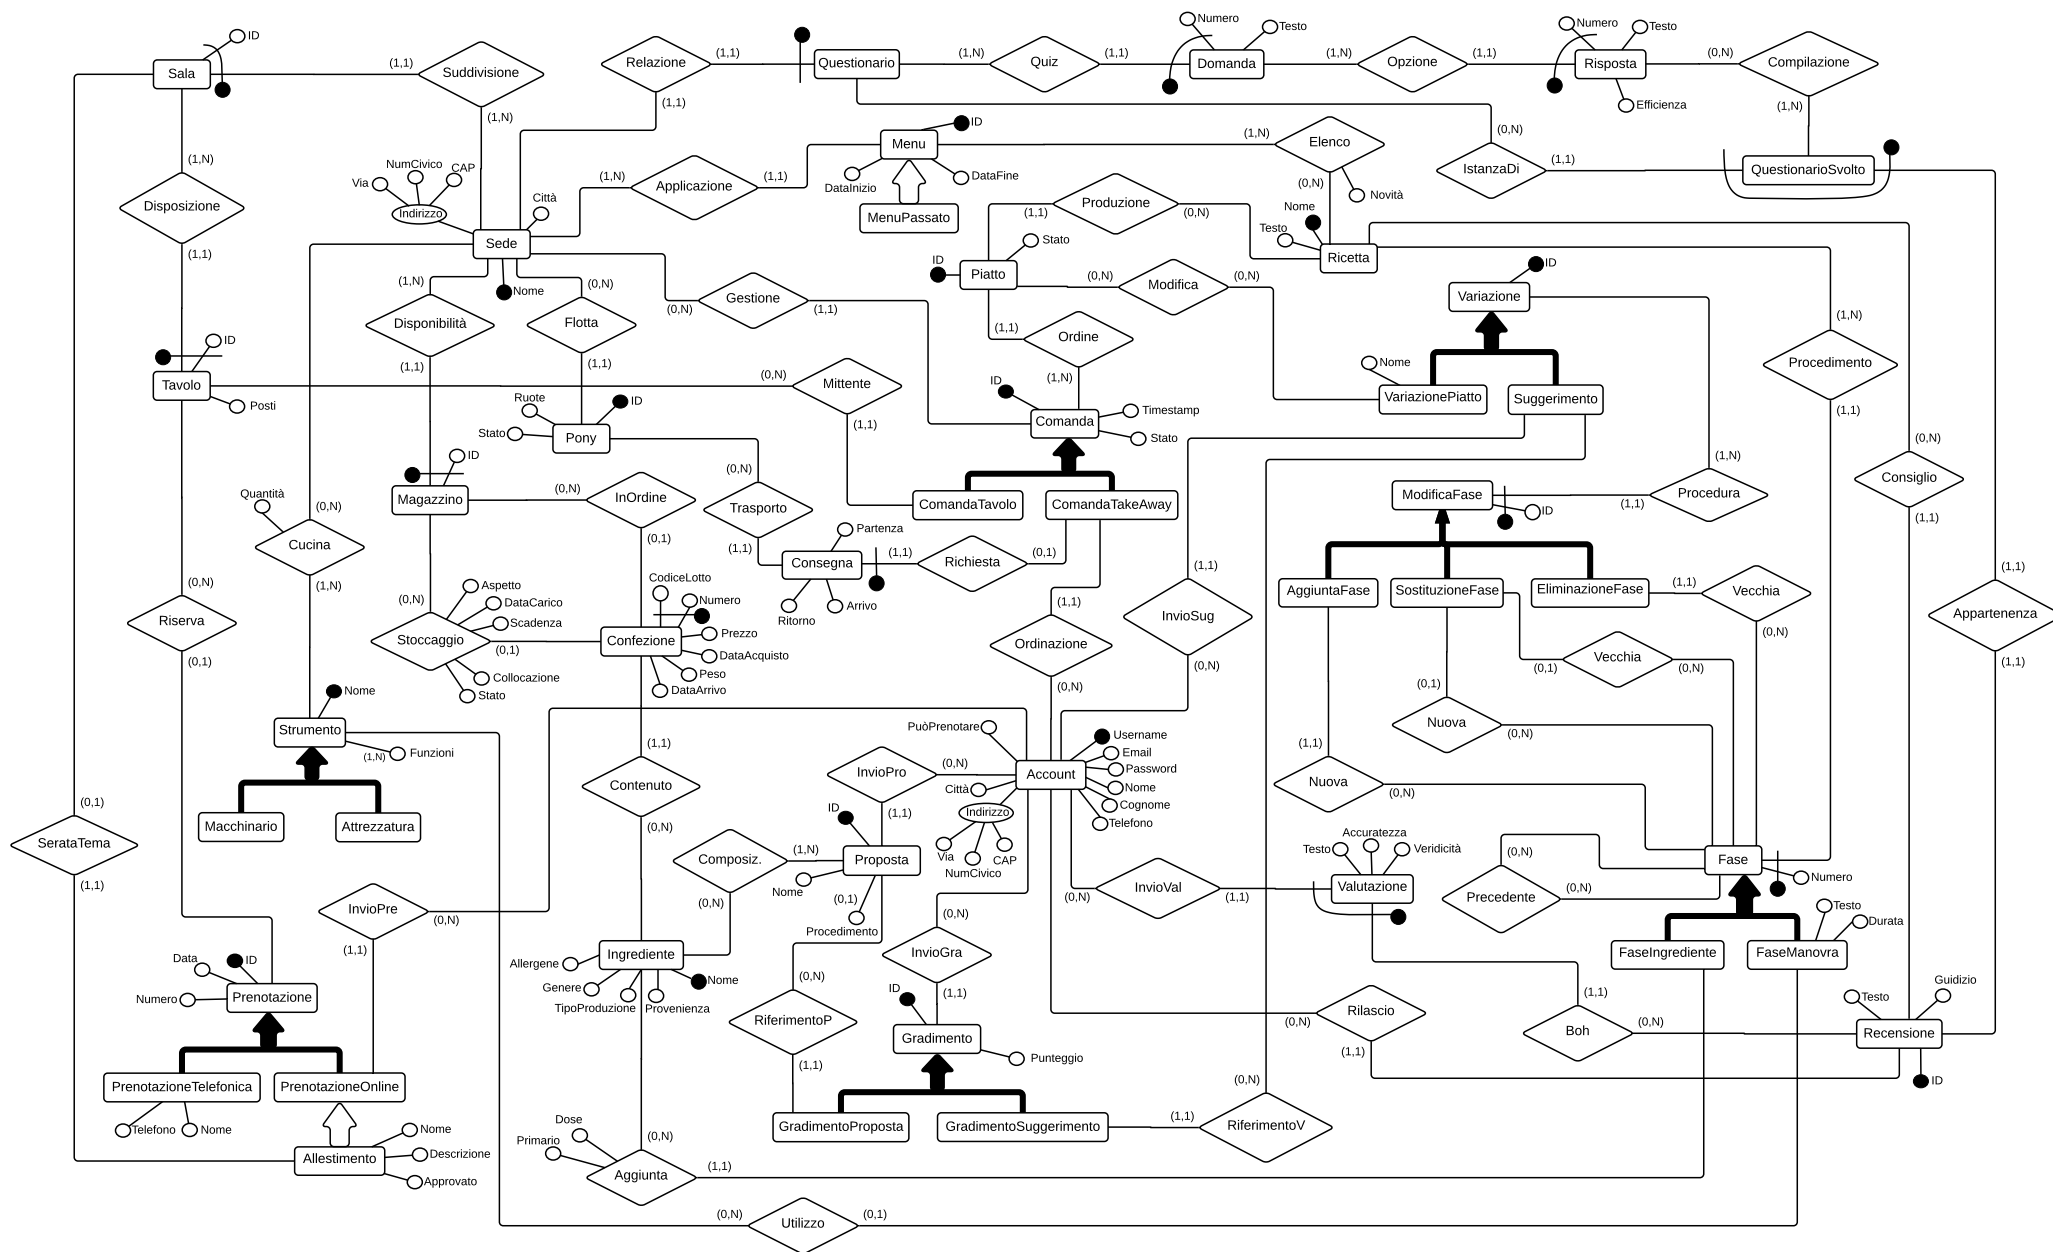 ID
Sala
(1,1)
Suddivisione
(1,N)
Relazione
(1,1)
(1,1)
Questionario
(1,N)
Quiz
(1,1)
Numero
Testo
Domanda
(1,N)
Opzione
(1,1)
Numero
Testo
Risposta
Efficienza
(0,N)
Compilazione
(1,N)
(1,N)
Disposizione
(1,1)
NumCivico
CAP
Via
Indirizzo
Città
Sede
Nome
(1,N)
Applicazione
(1,1)
ID
Menu
DataInizio
DataFine
MenuPassato
(1,N)
Elenco
(0,N)
Novità
(0,N)
IstanzaDi
(1,1)
QuestionarioSvolto
(1,1)
Produzione
(0,N)
Nome
Testo
Ricetta
Stato
ID
Piatto
(0,N)
Modifica
(0,N)
ID
Variazione
(1,N)
Disponibilità
(1,1)
(0,N)
Flotta
(1,1)
(0,N)
Gestione
(1,1)
(1,1)
Ordine
(1,N)
Nome
VariazionePiatto
Suggerimento
(1,N)
Procedimento
(1,1)
ID
Tavolo
Posti
(0,N)
Mittente
(1,1)
ID
Comanda
Timestamp
Stato
Ruote
ID
Stato
Pony
ID
Magazzino
(0,N)
InOrdine
(0,1)
(0,N)
Trasporto
(1,1)
ComandaTavolo
ComandaTakeAway
(1,N)
ModificaFase
ID
(1,1)
Procedura
(0,N)
Consiglio
(1,1)
Quantità
(0,N)
Cucina
(1,N)
Partenza
Consegna
(1,1)
Richiesta
(0,1)
Ritorno
Arrivo
AggiuntaFase
SostituzioneFase
EliminazioneFase
(1,1)
Vecchia
(0,N)
(1,1)
Appartenenza
(1,1)
(0,N)
Riserva
(0,1)
(0,N)
Stoccaggio
(0,1)
Aspetto
DataCarico
Scadenza
Collocazione
Stato
CodiceLotto
Numero
Confezione
Prezzo
DataAcquisto
Peso
DataArrivo
(1,1)
Ordinazione
(0,N)
(1,1)
InvioSug
(0,N)
(0,1)
Vecchia
(0,N)
(0,1)
Nuova
(0,N)
Nome
Strumento
(1,N)
Funzioni
Macchinario
Attrezzatura
(1,1)
Contenuto
(0,N)
InvioPro
(0,N)
(1,1)
PuòPrenotare
Username
Email
Password
Account
Nome
Città
Cognome
Indirizzo
Telefono
Via
NumCivico
CAP
(1,1)
Nuova
(0,N)
(0,1)
SerataTema
(1,1)
ID
Composiz.
(1,N)
Proposta
(0,N)
Nome
(0,1)
Procedimento
(0,N)
InvioVal
(1,1)
Accuratezza
Testo
Veridicità
Valutazione
(0,N)
Precedente
(0,N)
Fase
Numero
FaseIngrediente
FaseManovra
Testo
Durata
InvioPre
(0,N)
(1,1)
Data
ID
Numero
Prenotazione
PrenotazioneTelefonica
PrenotazioneOnline
Telefono
Nome
Allestimento
Nome
Descrizione
Approvato
Ingrediente
Allergene
Genere
TipoProduzione
Provenienza
Nome
(0,N)
RiferimentoP
(1,1)
(0,N)
InvioGra
(1,1)
ID
Gradimento
Punteggio
GradimentoProposta
GradimentoSuggerimento
(1,1)
(0,N)
RiferimentoV
(0,N)
Rilascio
(1,1)
(1,1)
Boh
(0,N)
Testo
Guidizio
Recensione
ID
Dose
Primario
(0,N)
Aggiunta
(1,1)
(0,N)
Utilizzo
(0,1)